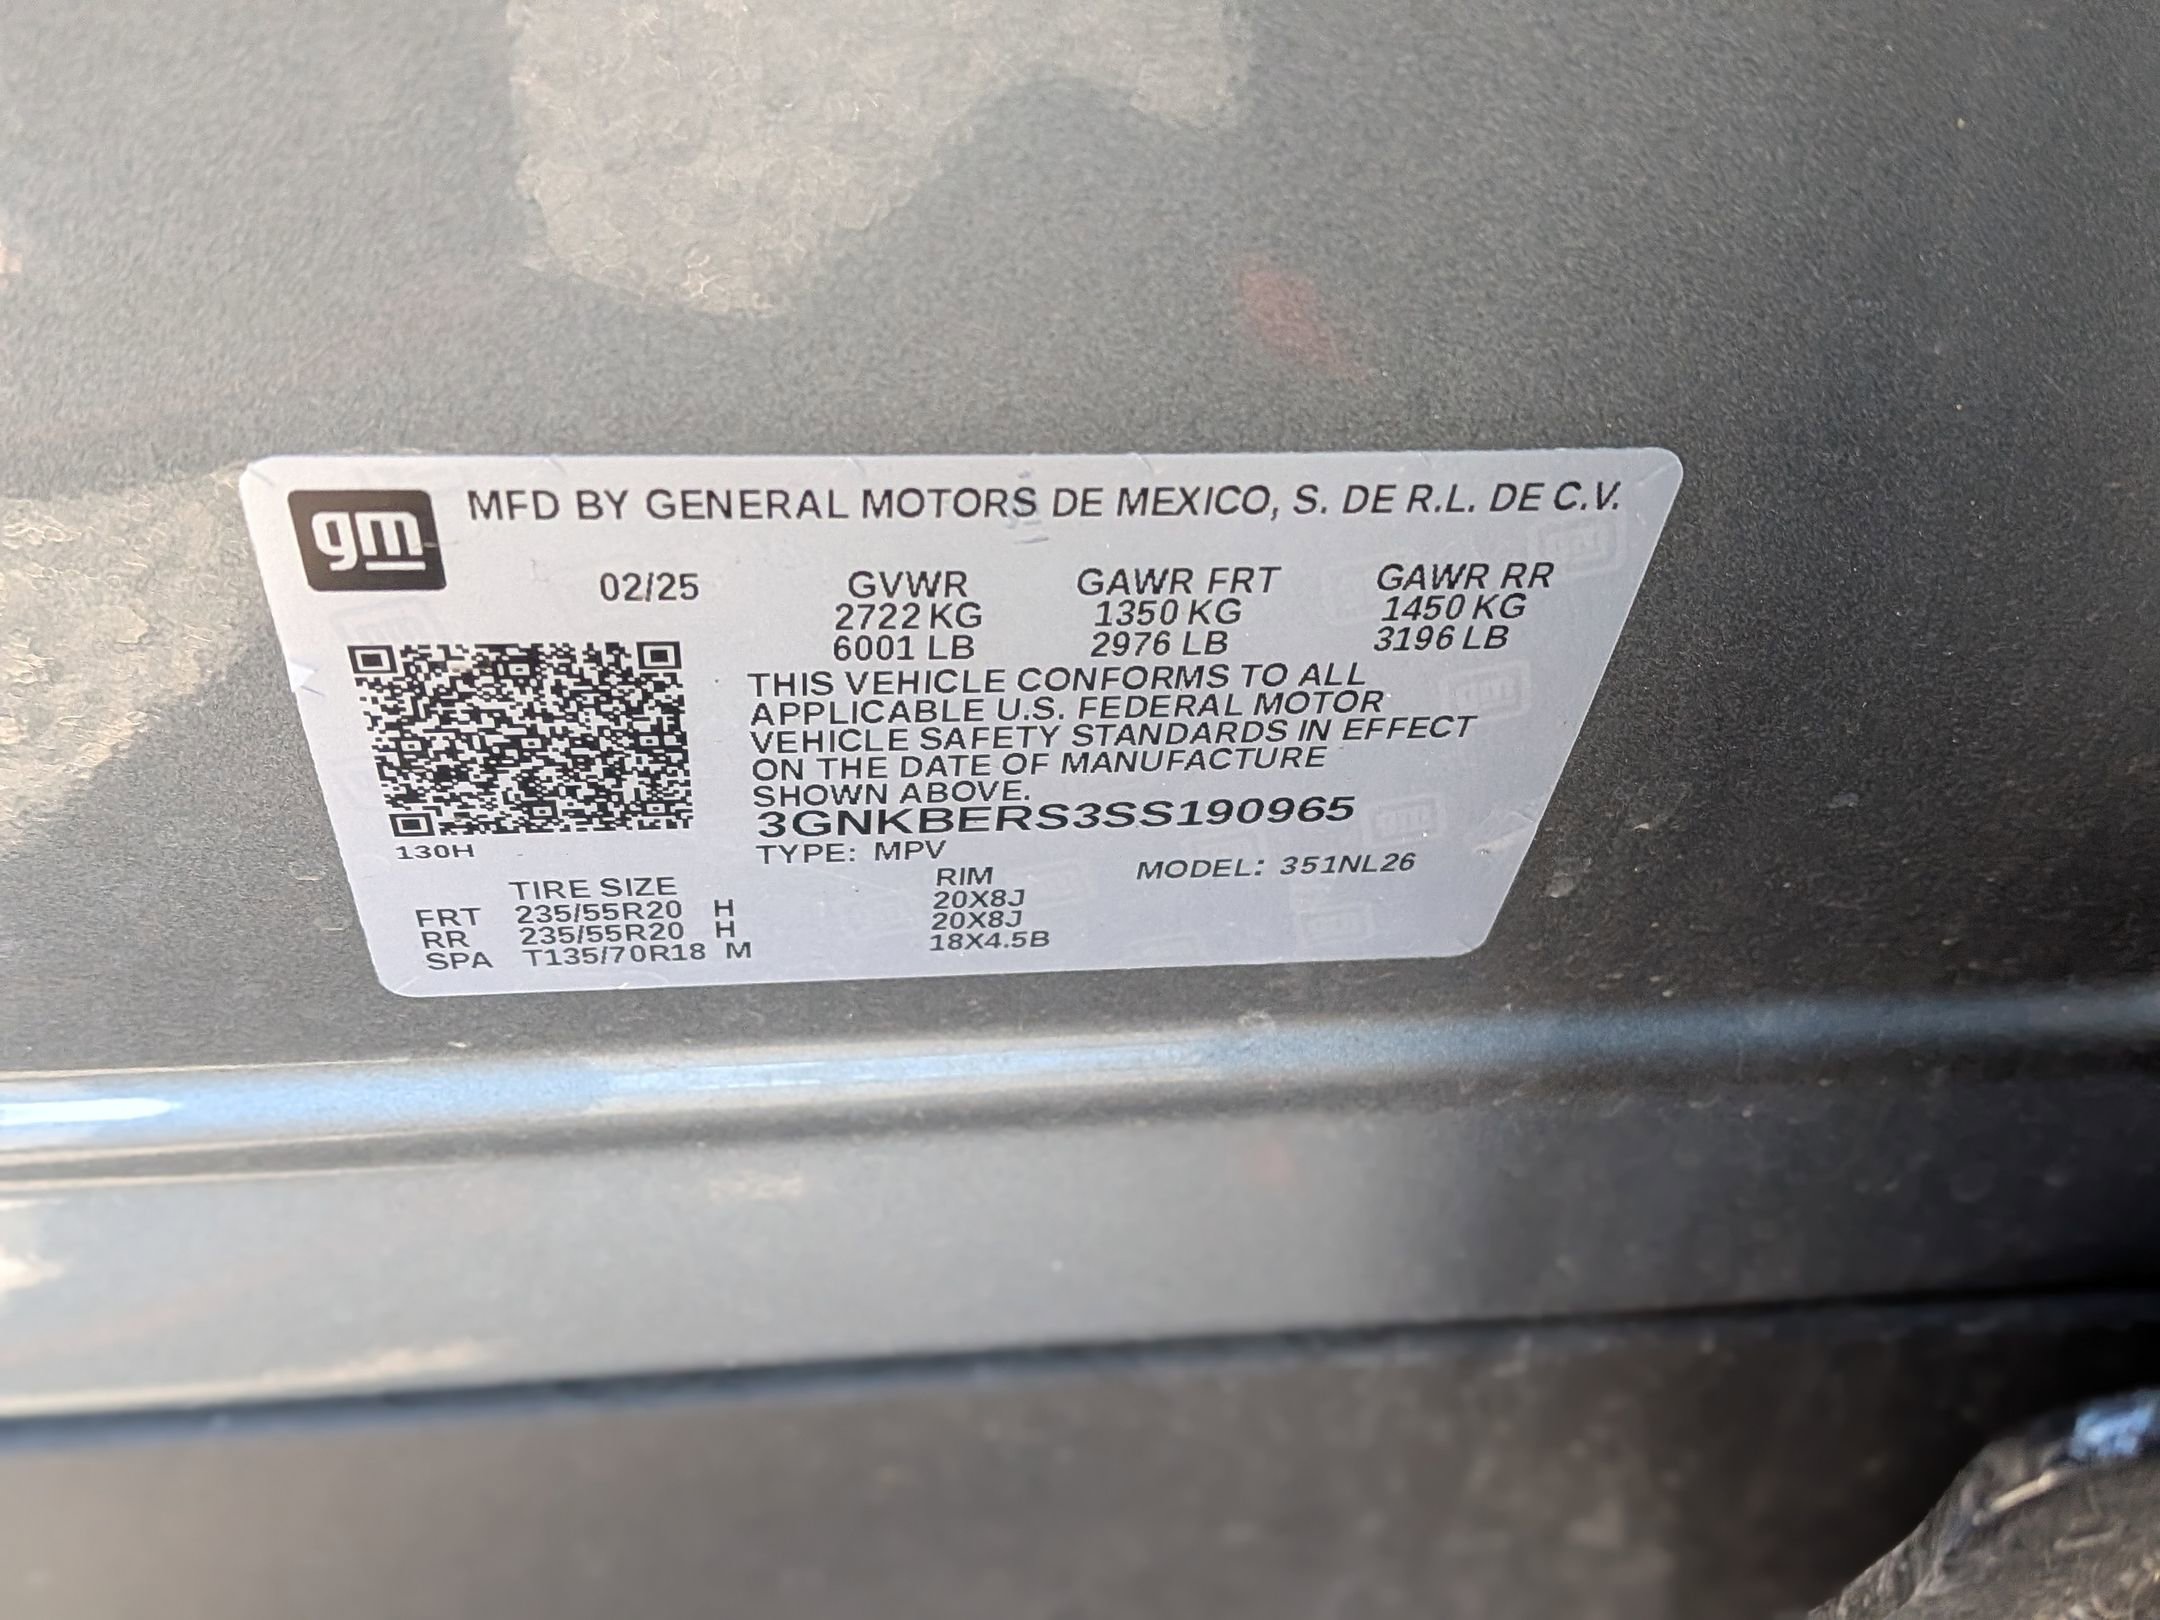 gm MFD BY GENERAL MOTORS DE MEXICO, S. DE R.L. DE C.V.
02/25 GVWR GAWR FRT GAWR RR
2722 KG 1350 KG 1450 KG
6001 LB 2976 LB 3196 LB
THIS VEHICLE CONFORMS TO ALL
APPLICABLE U.S. FEDERAL MOTOR
VEHICLE SAFETY STANDARDS IN EFFECT
ON THE DATE OF MANUFACTURE
SHOWN ABOVE.
3GNKBERS3SS190965
130H TYPE: MPV MODEL: 351NL26
TIRE SIZE RIM
FRT 235/55R20 H 20X8J
RR 235/55R20 H 20X8J
SPA T135/70R18 M 18X4.5B